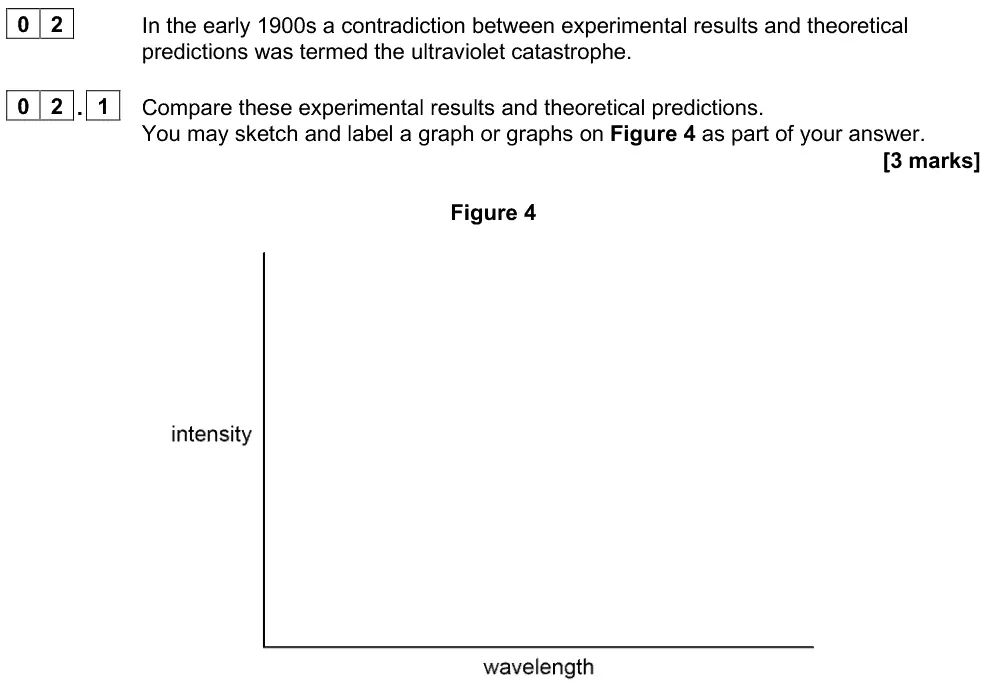 0 2 In the early 1900s a contradiction between experimental results and theoretical
predictions was termed the ultraviolet catastrophe.
0 2 . 1 Compare these experimental results and theoretical predictions.
You may sketch and label a graph or graphs on Figure 4 as part of your answer.
[3 marks]
Figure 4
intensity
wavelength